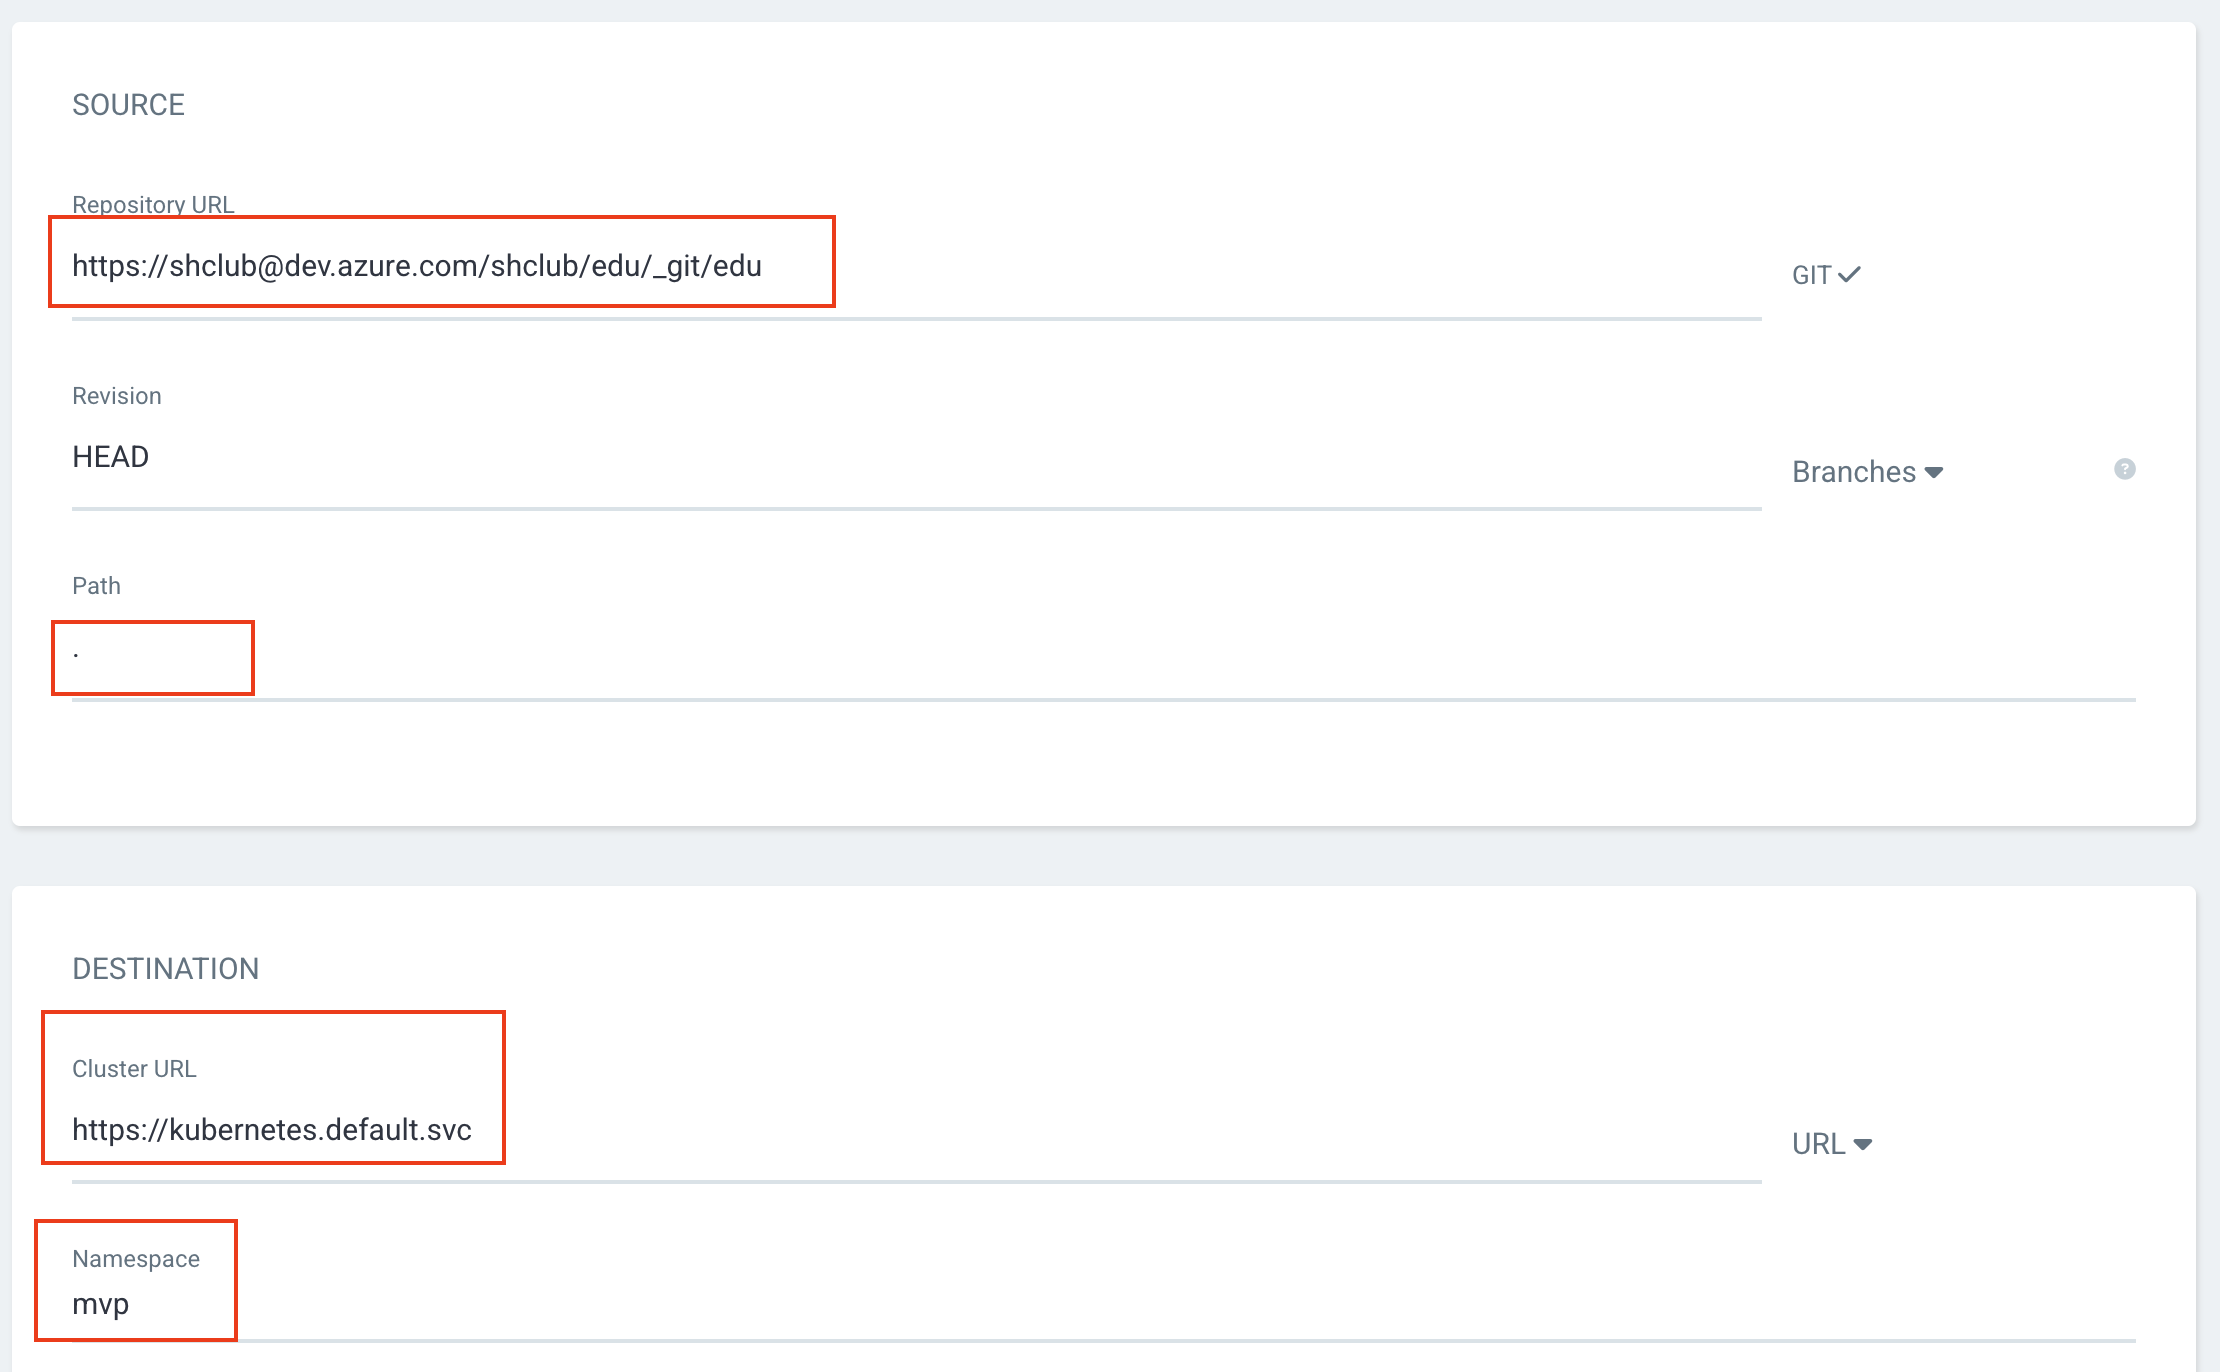 SOURCE
Repository URL
https://shclub@dev.azure.com/shclub/edu/_git/edu
GIT
Revision
HEAD
Branches
?
Path
.
DESTINATION
Cluster URL
https://kubernetes.default.svc
URL
Namespace
mvp